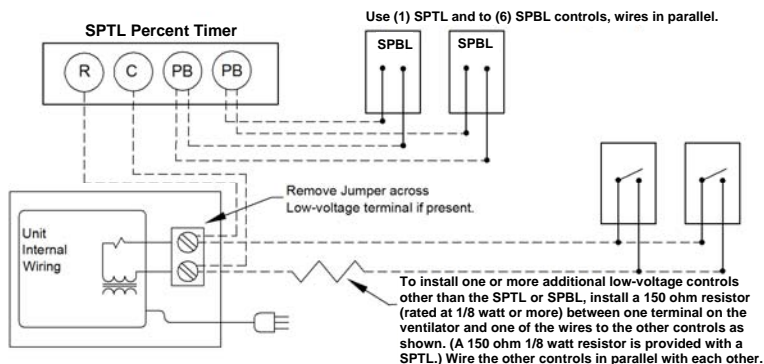 Use (1) SPTL and to (6) SPBL controls, wires in parallel.
SPTL Percent Timer
SPBL
SPBL
R
C
PB
PB
Remove Jumper across
Low-voltage terminal if present.
Unit
Internal
Wiring
To install one or more additional low-voltage controls
other than the SPTL or SPBL, install a 150 ohm resistor
(rated at 1/8 watt or more) between one terminal on the
ventilator and one of the wires to the other controls as
shown. (A 150 ohm 1/8 watt resistor is provided with a
SPTL.) Wire the other controls in parallel with each other.